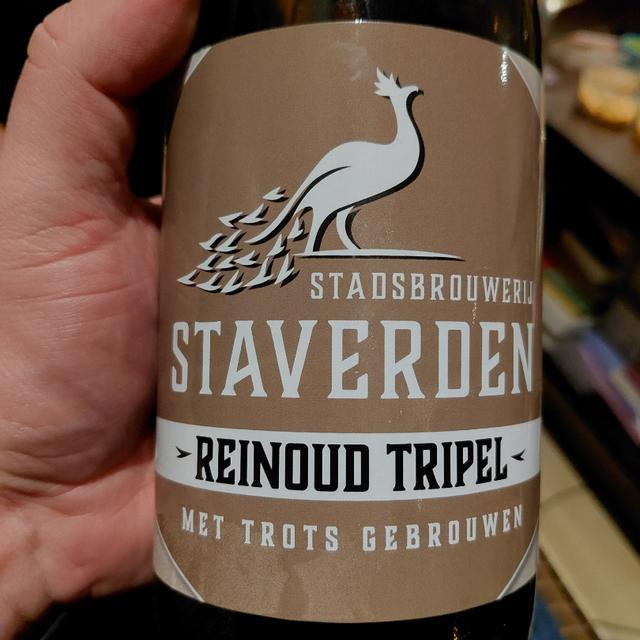 STADSBROUWERIJ
STAVERDEN
REINOUD TRIPEL
MET TROTS GEBROUWEN